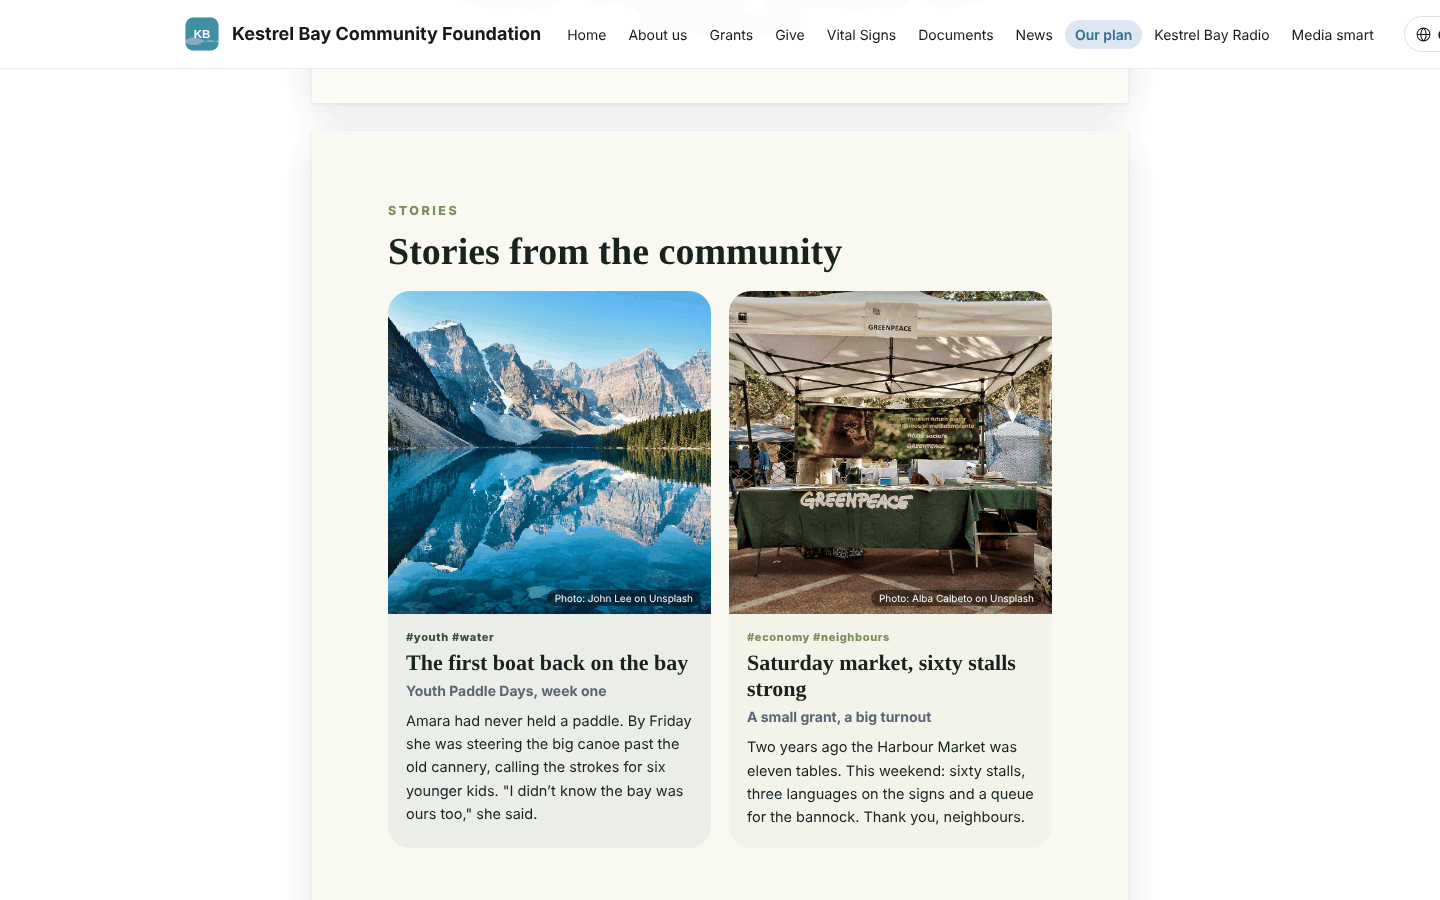 KB
Kestrel Bay Community Foundation
Home
About us
Grants
Give
Vital Signs
Documents
News
Our plan
Kestrel Bay Radio
Media smart
STORIES
Stories from the community
GREENPEACE
GREENPEACE
GREENPEACE
Photo: John Lee on Unsplash
Photo: Alba Calbeto on Unsplash
#youth #water
The first boat back on the bay
Youth Paddle Days, week one
Amara had never held a paddle. By Friday
she was steering the big canoe past the
old cannery, calling the strokes for six
younger kids. "I didn’t know the bay was
ours too," she said.
#economy #neighbours
Saturday market, sixty stalls
strong
A small grant, a big turnout
Two years ago the Harbour Market was
eleven tables. This weekend: sixty stalls,
three languages on the signs and a queue
for the bannock. Thank you, neighbours.